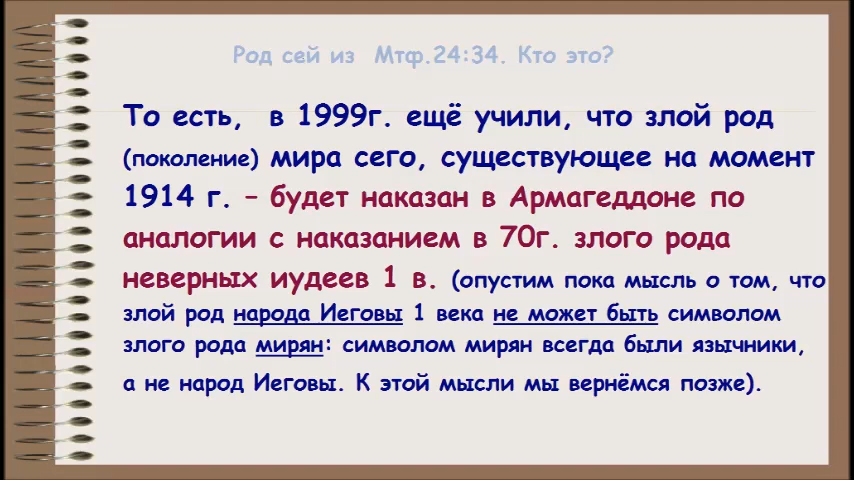 Род сей из Мтф.24:34. Кто это?
То есть, в 1999г. ещё учили, что злой род
(поколение) мира сего, существующее на момент
1914 г. – будет наказан в Армагеддоне по
аналогии с наказанием в 70г. злого рода
неверных иудеев 1 в. (опустим пока мысль о том, что
злой род народа Иеговы 1 века не может быть символом
злого рода мирян: символом мирян всегда были язычники,
а не народ Иеговы. К этой мысли мы вернёмся позже).